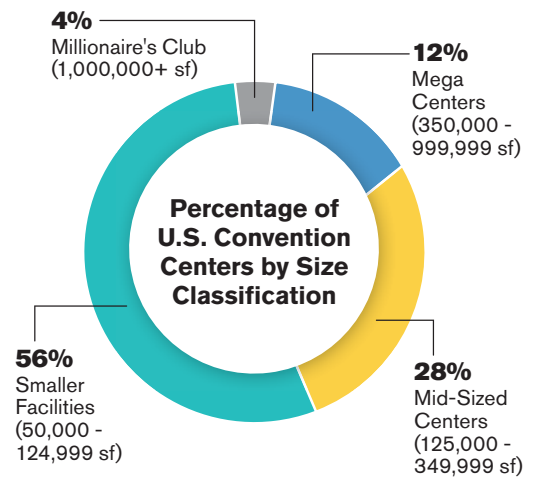 4%
Millionaire's Club
(1,000,000+ sf)
12%
Mega
Centers
(350,000 -
999,999 sf)
Percentage of
U.S. Convention
Centers by Size
Classification
56%
Smaller
Facilities
(50,000 -
124,999 sf)
28%
Mid-Sized
Centers
(125,000 -
349,999 sf)